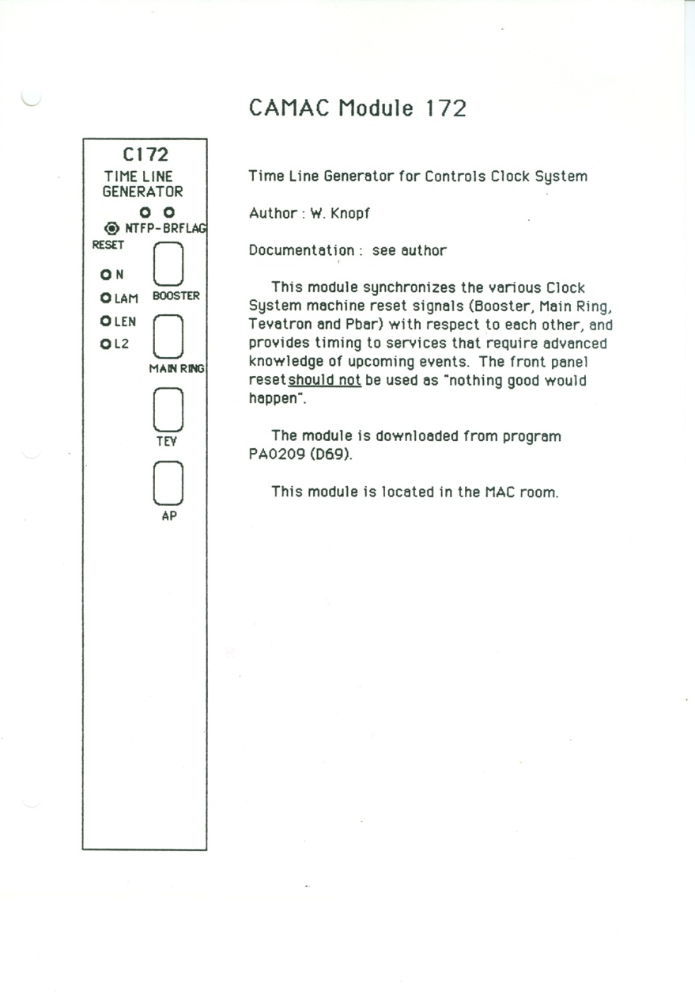 CAMAC Module 172
C172
TIME LINE
GENERATOR
NTFP-BRFLAG
RESET
BOOSTER
N
LAM
LEN
L2
MAIN RING
TEV
AP
Time Line Generator for Controls Clock System
Author : W. Knopf
Documentation : see author
This module synchronizes the various Clock
System machine reset signals (Booster, Main Ring,
Tevatron and Pbar) with respect to each other, and
provides timing to services that require advanced
knowledge of upcoming events. The front panel
reset should not be used as "nothing good would
happen".
The module is downloaded from program
PA0209 (D69).
This module is located in the MAC room.